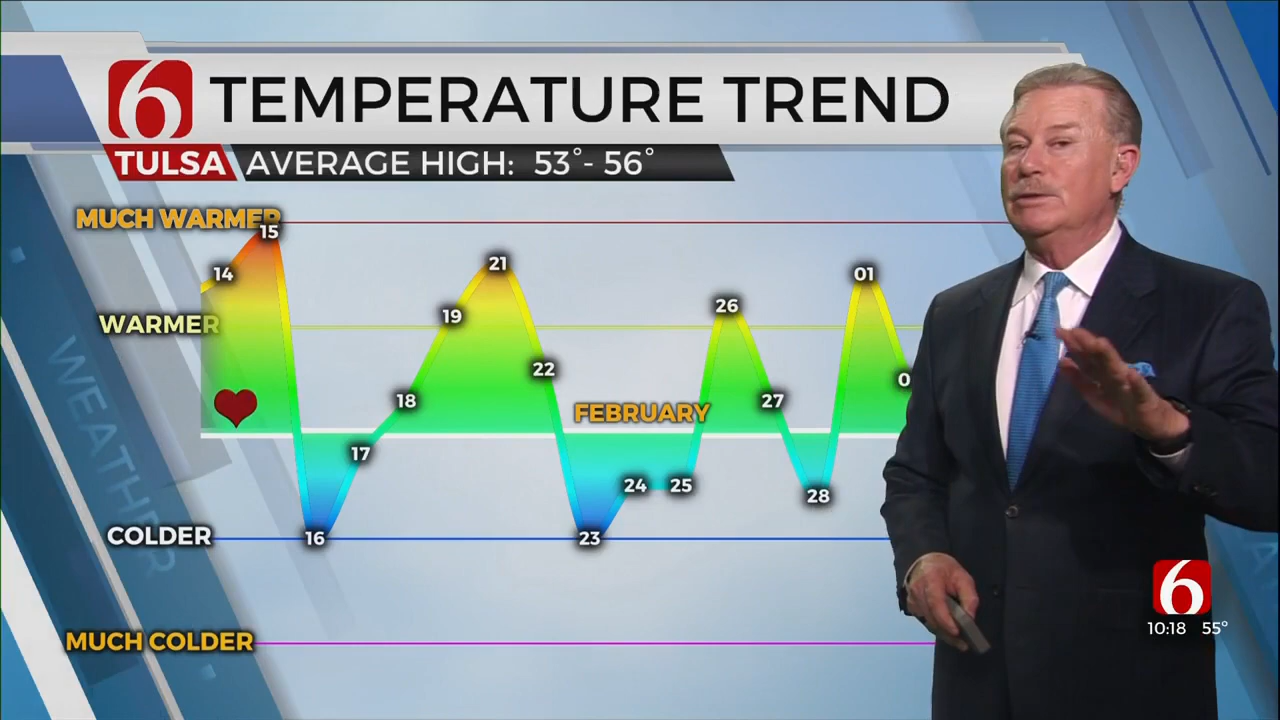 6 TEMPERATURE TREND
TULSA AVERAGE HIGH: 53°- 56°
MUCH WARMER
15
14
21
01
26
19
WARMER
22
0
18
27
FEBRUARY
17
24
25
28
COLDER
16
23
6
10:18 55°
MUCH COLDER